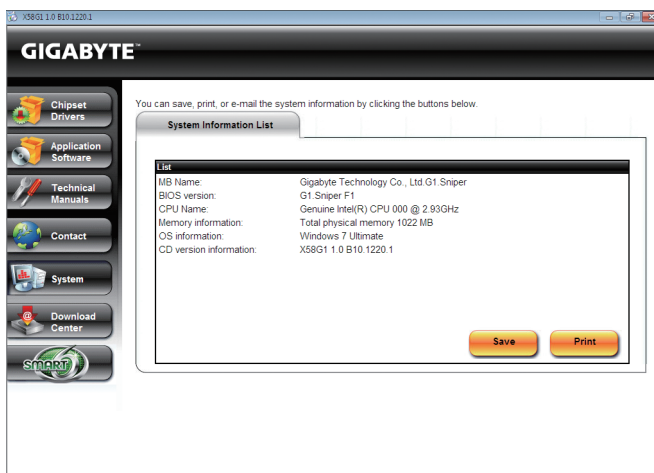 X58G1 1.0 B10.1220.1
GIGABYTE™
Chipset
Drivers
Application
Software
Technical
Manuals
Contact
System
Download
Center
SMART 6
You can save, print, or e-mail the system information by clicking the buttons below.
System Information List
List
MB Name: Gigabyte Technology Co., Ltd.G1.Sniper
BIOS version: G1.Sniper F1
CPU Name: Genuine Intel(R) CPU 000 @ 2.93GHz
Memory information: Total physical memory 1022 MB
OS information: Windows 7 Ultimate
CD version information: X58G1 1.0 B10.1220.1
Save Print